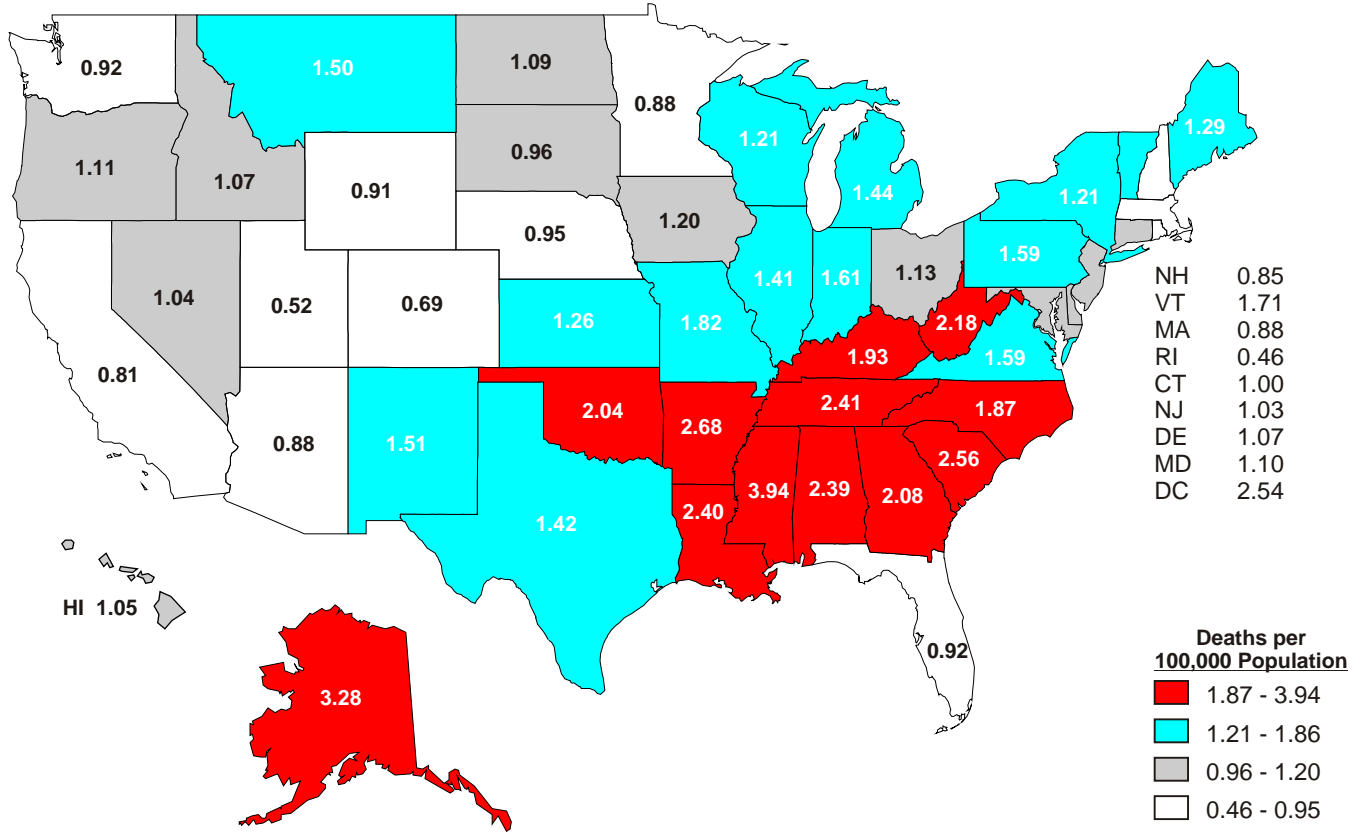 0.92
1.50
1.09
0.88
1.29
1.11
1.07
0.91
0.96
1.21
1.44
1.21
0.95
1.20
1.04
0.52
0.69
1.41
1.61
1.13
1.59
0.81
1.26
1.82
1.93
2.18
1.59
0.88
1.51
2.04
2.68
2.41
1.87
1.42
2.40
3.94
2.39
2.08
2.56
NH 0.85
VT 1.71
MA 0.88
RI 0.46
CT 1.00
NJ 1.03
DE 1.07
MD 1.10
DC 2.54
HI 1.05
3.28
0.92
Deaths per
100,000 Population
1.87 - 3.94
1.21 - 1.86
0.96 - 1.20
0.46 - 0.95